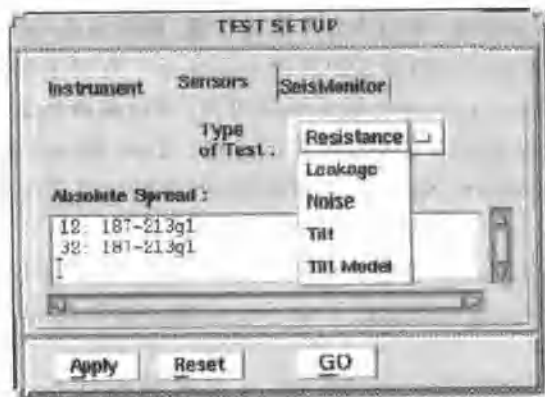 TEST SETUP
Instrument Sensors SeisMonitor
Type of Test :
Resistance
Leakage
Noise
Tilt
Tilt Model
Absolute Spread :
12: 187-213g1
32: 187-213g1
Apply Reset GO